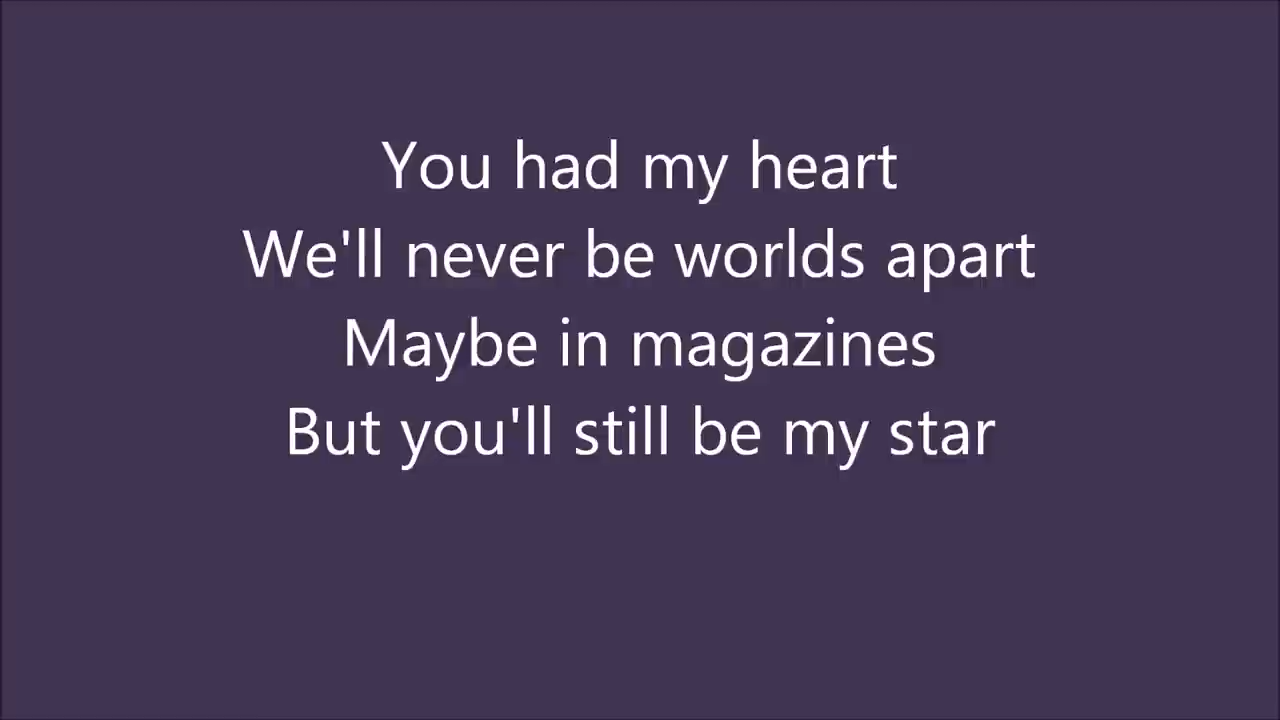 You had my heart
We'll never be worlds apart
Maybe in magazines
But you'll still be my star